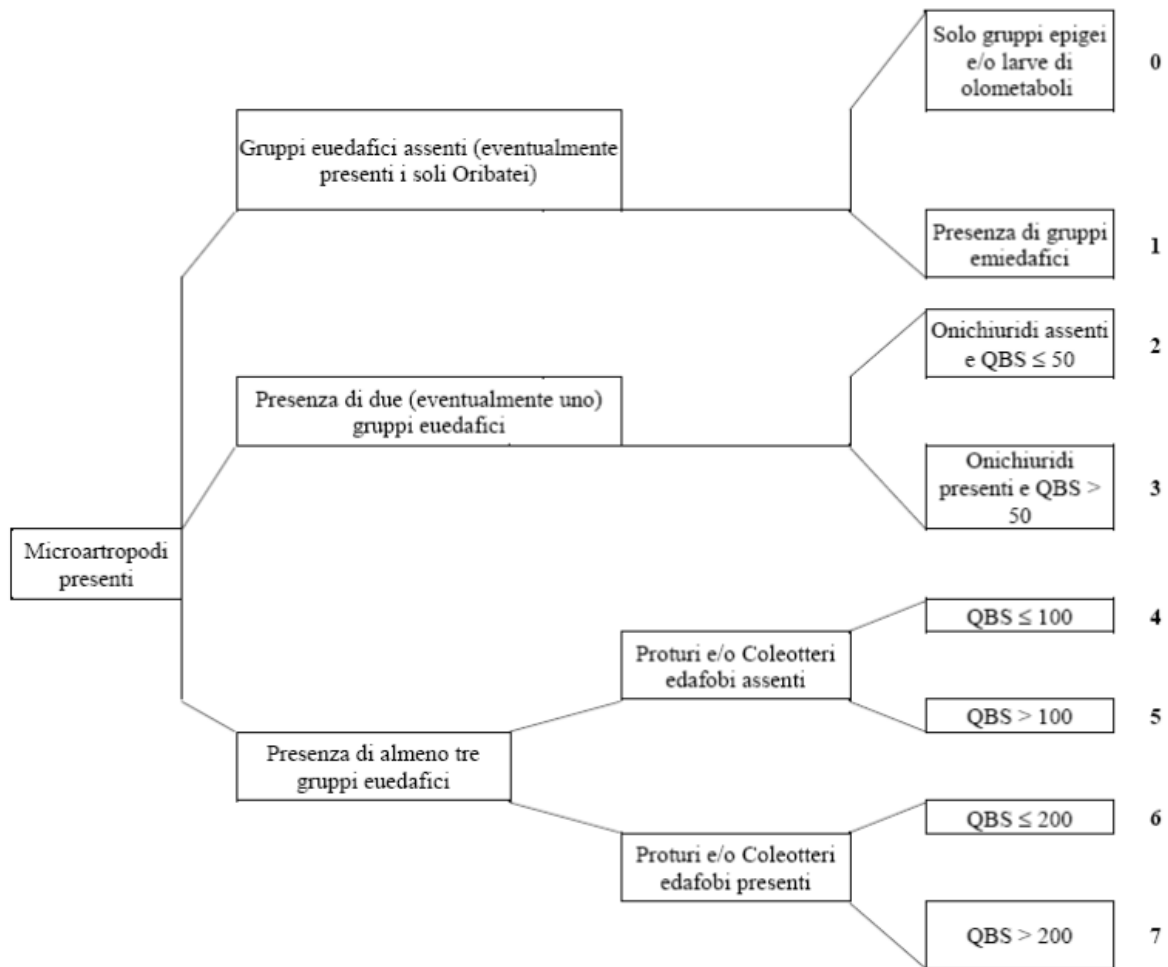 Solo gruppi epigei
e/o larve di
olometaboli
0
Gruppi euedafici assenti (eventualmente
presenti i soli Oribatei)
Presenza di gruppi
emiedafici
1
Onichiuridi assenti
e QBS ≤ 50
2
Presenza di due (eventualmente uno)
gruppi euedafici
Onichiuridi
presenti e QBS >
50
3
Microartropodi
presenti
QBS ≤ 100
4
Proturi e/o Coleotteri
edafobi assenti
QBS > 100
5
Presenza di almeno tre
gruppi euedafici
QBS ≤ 200
6
Proturi e/o Coleotteri
edafobi presenti
QBS > 200
7